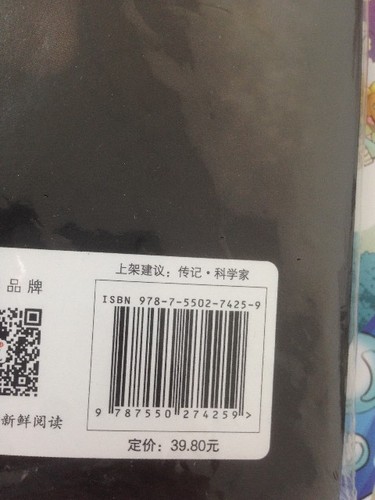 上架建议：传记·科学家
品牌
ISBN 978-7-5502-7425-9
9 787550 274259 >
新鲜阅读
定价：39.80元